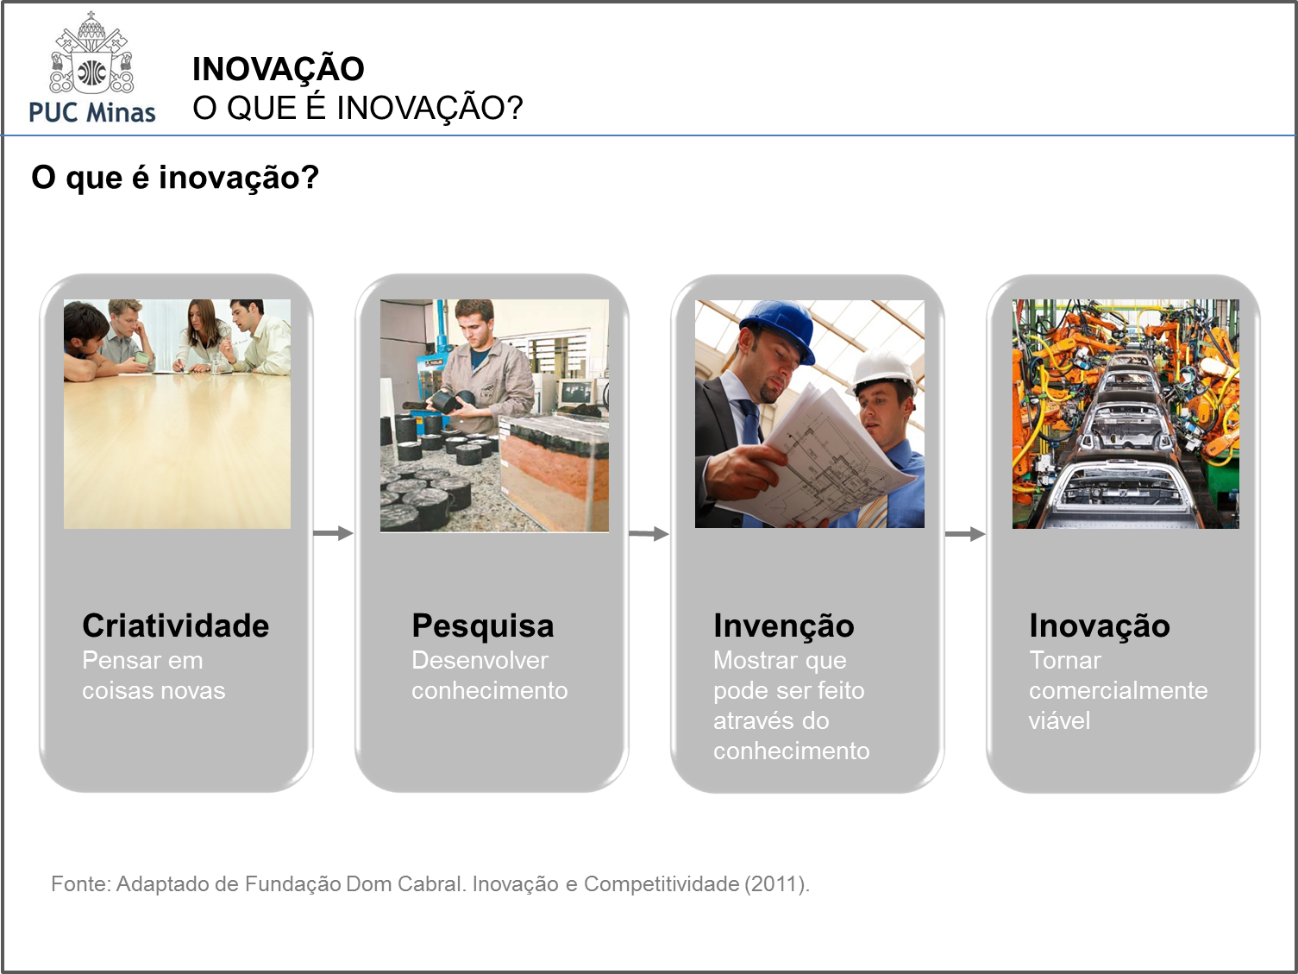 PUC Minas
INOVAÇÃO
O QUE É INOVAÇÃO?
O que é inovação?
Criatividade
Pensar em
coisas novas
Pesquisa
Desenvolver
conhecimento
Invenção
Mostrar que
pode ser feito
através do
conhecimento
Inovação
Tornar
comercialmente
viável
Fonte: Adaptado de Fundação Dom Cabral. Inovação e Competitividade (2011).